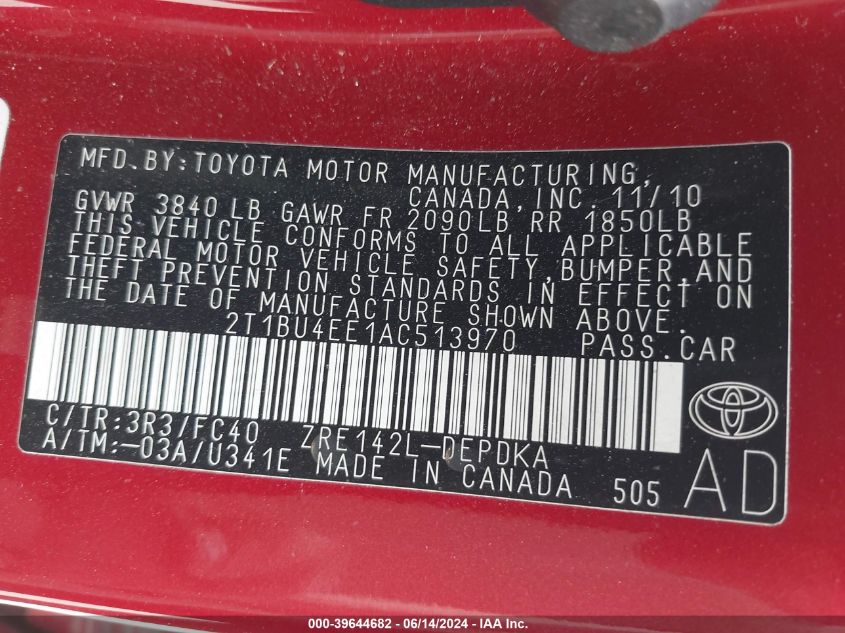 MFD. BY: TOYOTA MOTOR MANUFACTURING,
CANADA, INC. 11/10
GVWR 3840 LB GAWR FR 2090LB RR 1850LB
THIS VEHICLE CONFORMS TO ALL APPLICABLE
FEDERAL MOTOR VEHICLE SAFETY, BUMPER, AND
THEFT PREVENTION STANDARDS IN EFFECT ON
THE DATE OF MANUFACTURE SHOWN ABOVE.
2T1BU4EE1AC513970 PASS. CAR
C/TR: 3R3/FC40 ZRE142L-DEPDKA
A/TM: -03A/U341E MADE IN CANADA 505
AD
000-39644682 - 06/14/2024 - IAA Inc.